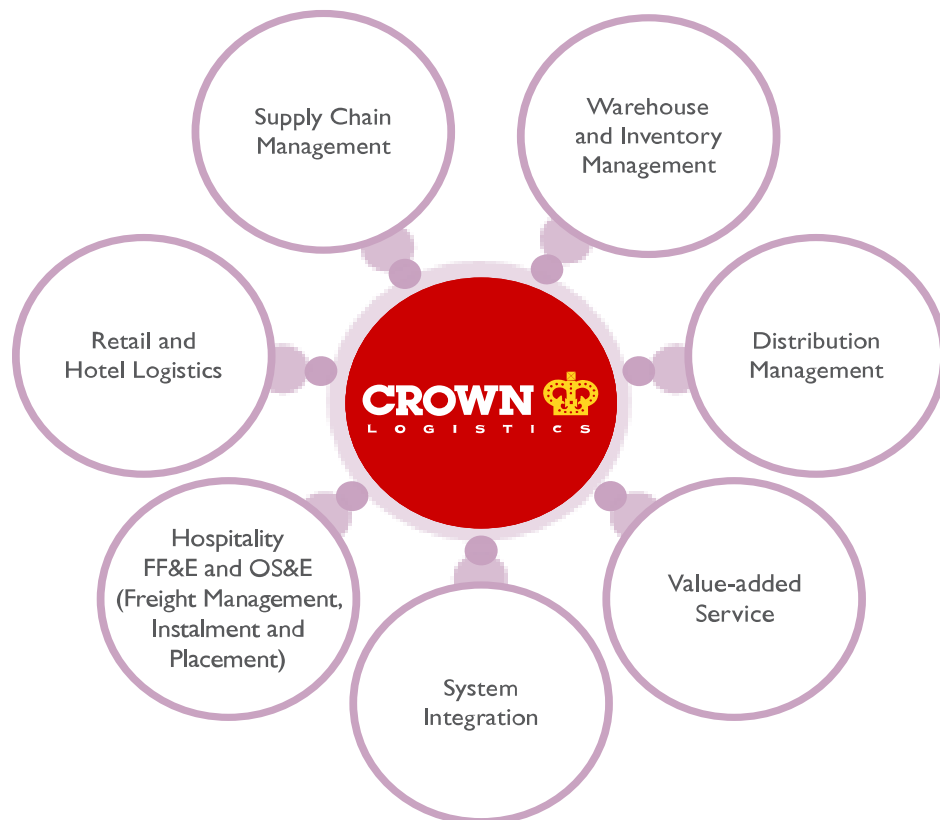 Supply Chain
Management
Warehouse
and Inventory
Management
Retail and
Hotel Logistics
CROWN
LOGISTICS
Distribution
Management
Hospitality
FF&E and OS&E
(Freight Management,
Instalment and
Placement)
Value-added
Service
System
Integration